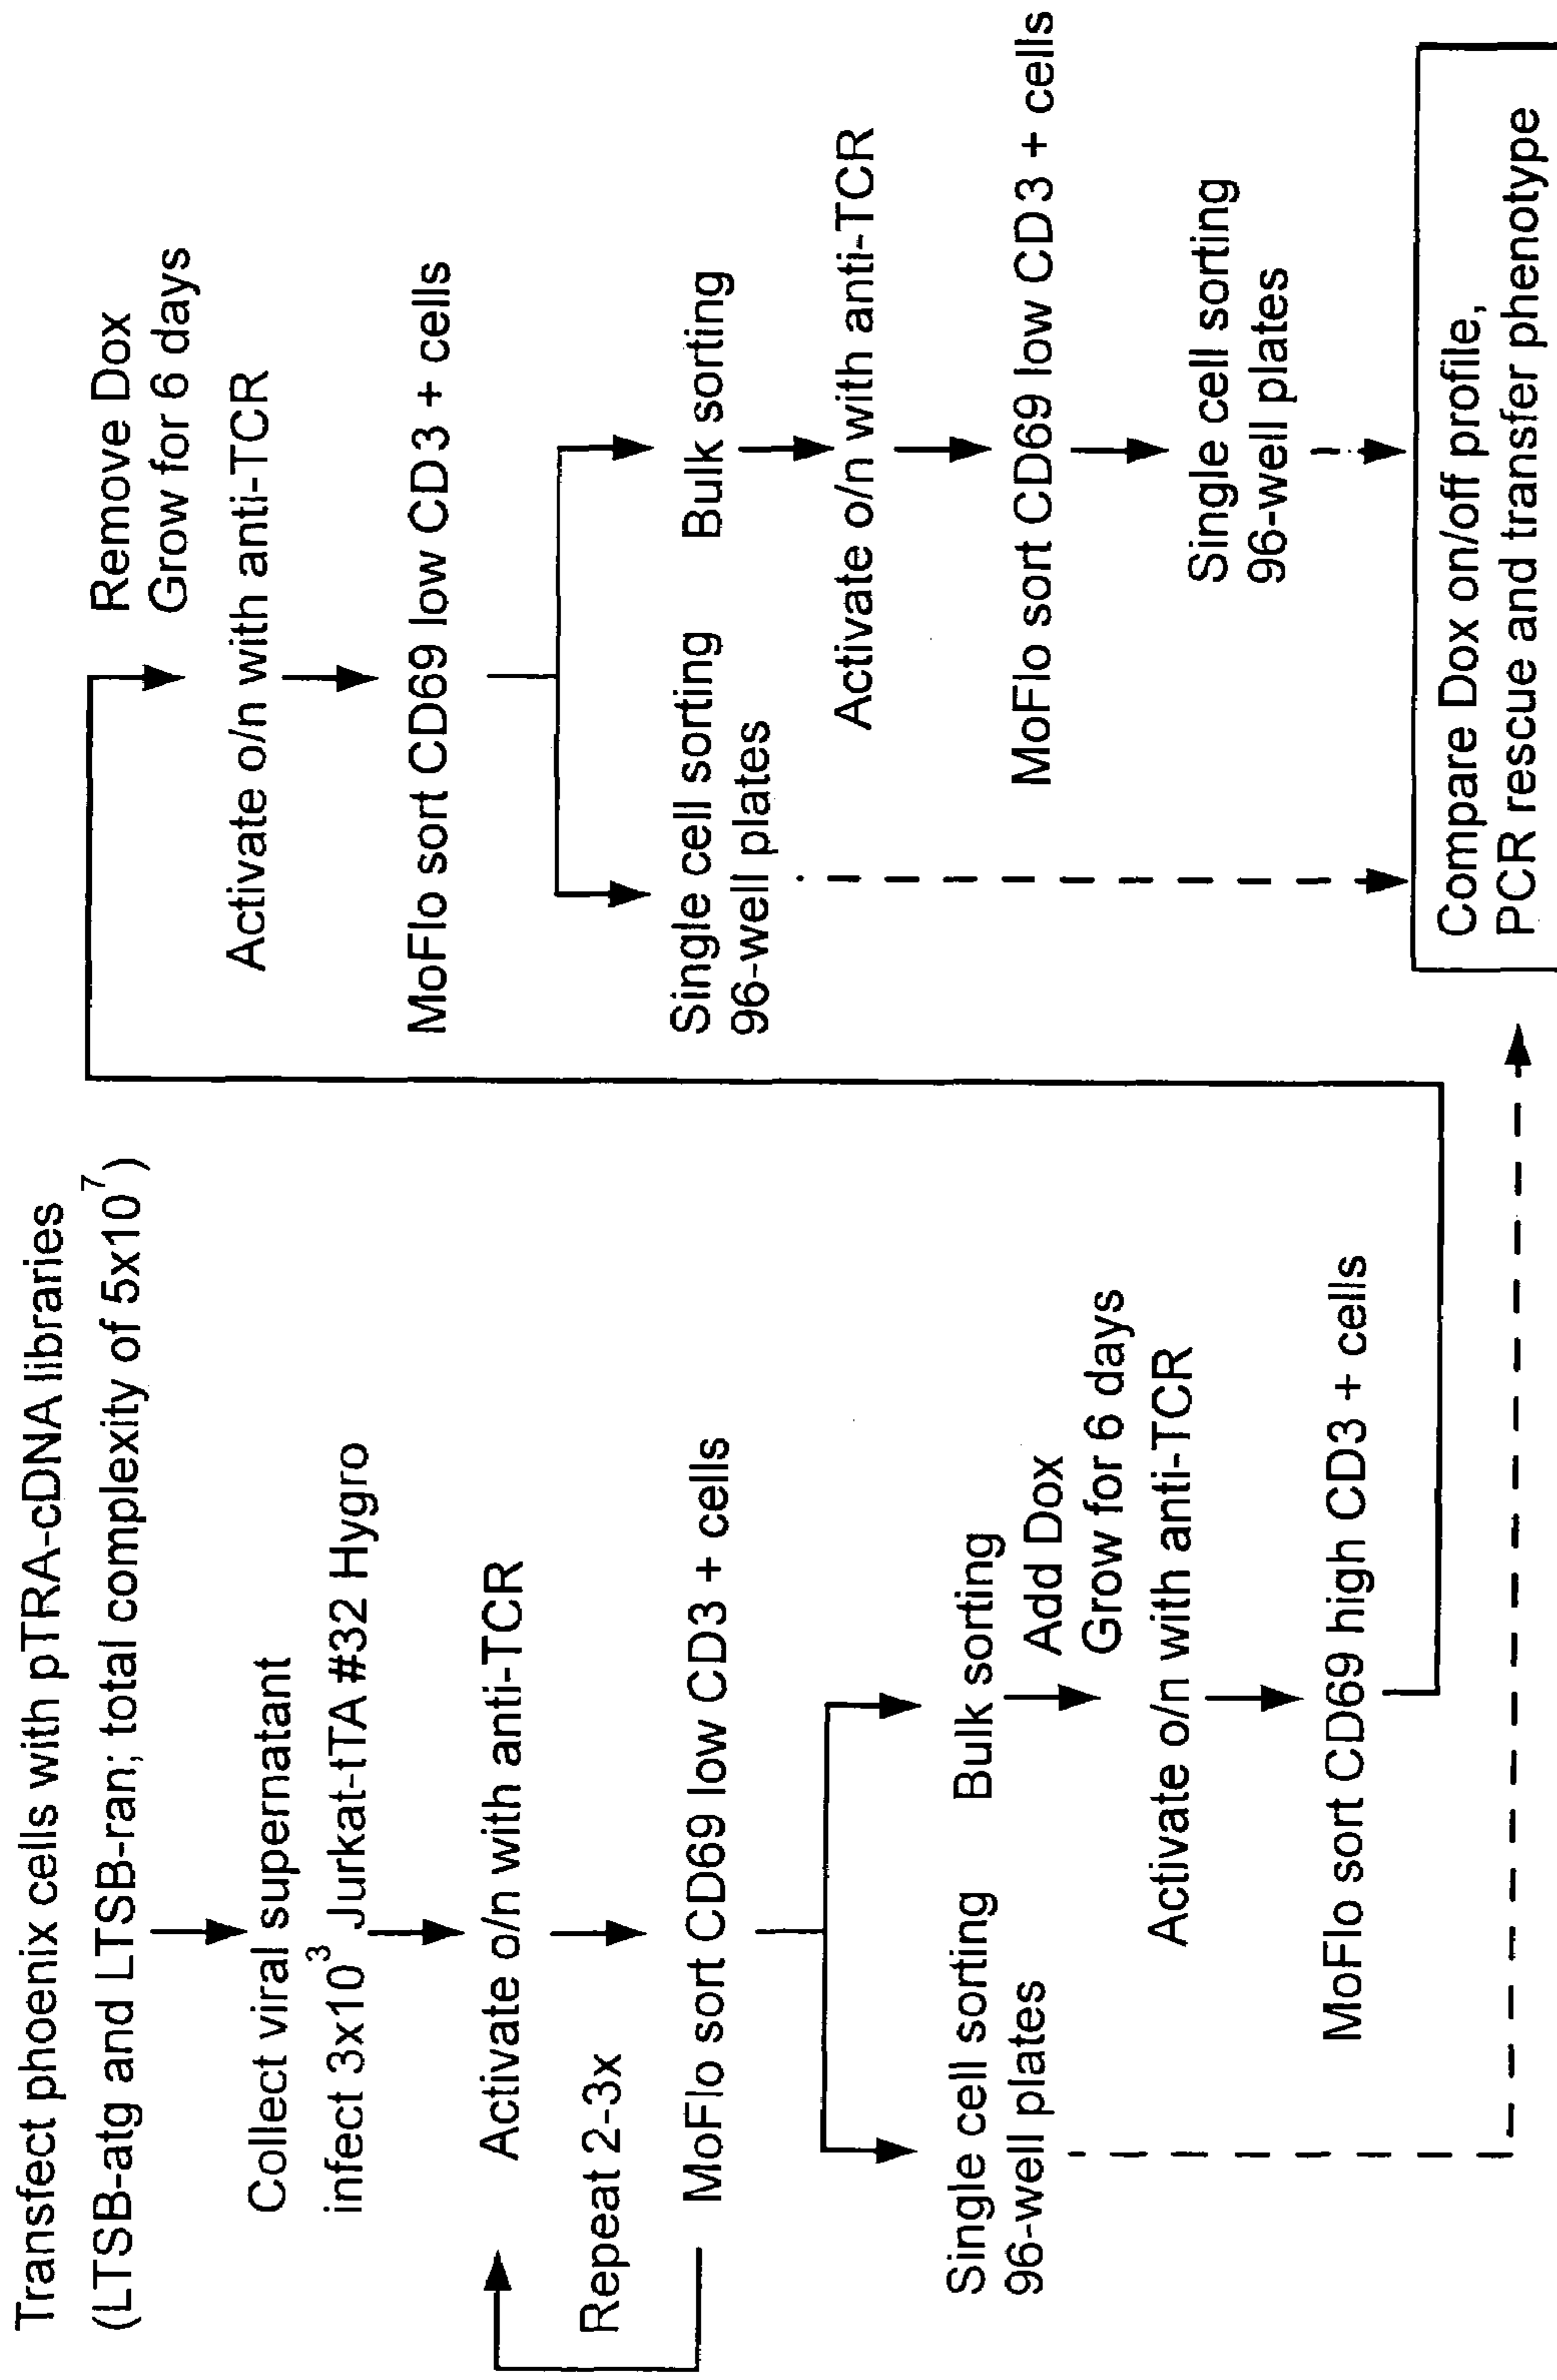 Transfect phoenix cells with pTRA-cDNA libraries
(LTSB-atg and LTSB-ran; total complexity of 5x10⁷)
Collect viral supernatant
infect 3x10³ Jurkat-tTA #32 Hygro
Activate o/n with anti-TCR
Repeat 2-3x
MoFlo sort CD69 low CD3 + cells
Single cell sorting
96-well plates
Bulk sorting
Add Dox
Grow for 6 days
Activate o/n with anti-TCR
MoFlo sort CD69 high CD3 + cells
Remove Dox
Grow for 6 days
Activate o/n with anti-TCR
MoFlo sort CD69 low CD3 + cells
Single cell sorting
96-well plates
Bulk sorting
Activate o/n with anti-TCR
MoFlo sort CD69 low CD3 + cells
Single cell sorting
96-well plates
Compare Dox on/off profile,
PCR rescue and transfer phenotype